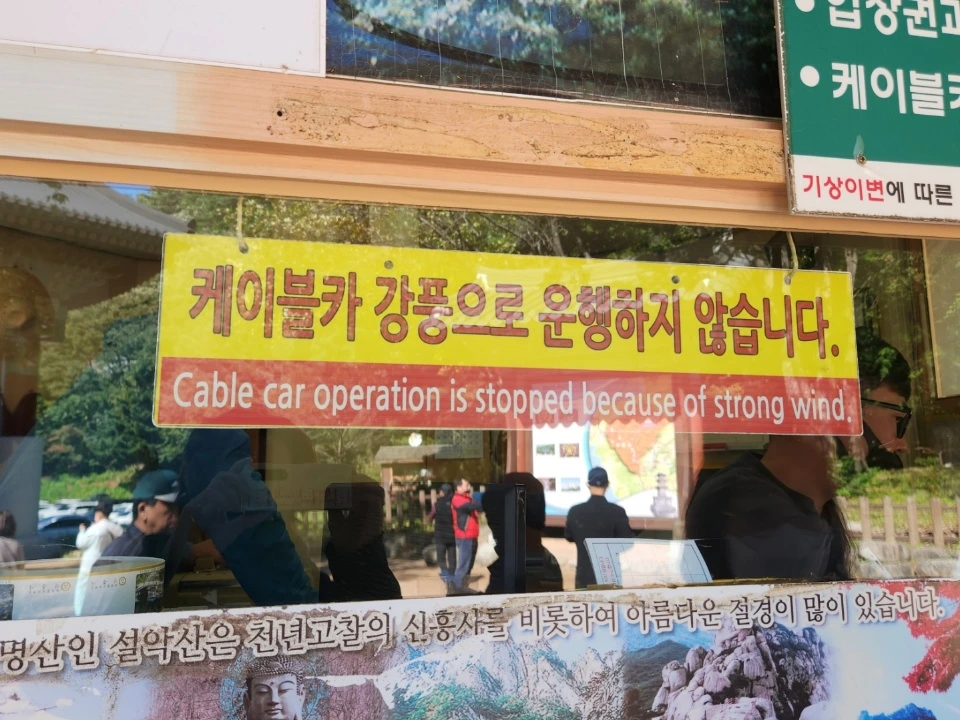 입장권과
케이블카
기상이변에 따른
케이블카 강풍으로 운행하지 않습니다.
Cable car operation is stopped because of strong wind.
명산인 설악산은 천년고찰의 신흥사를 비롯하여 아름다운 절경이 많이 있습니다.